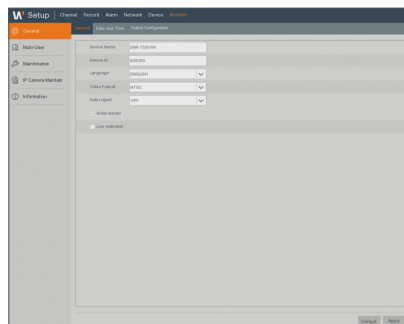 W Setup | Channel Record Alarm Network Device System
General
Multi-User
Maintenance
IP Camera Maintain
Information
General Date and Time Output Configuration
Device Name
Device ID 000000
Language ENGLISH
Video Format NTSC
Auto Logout OFF
Show wizard
Default Apply